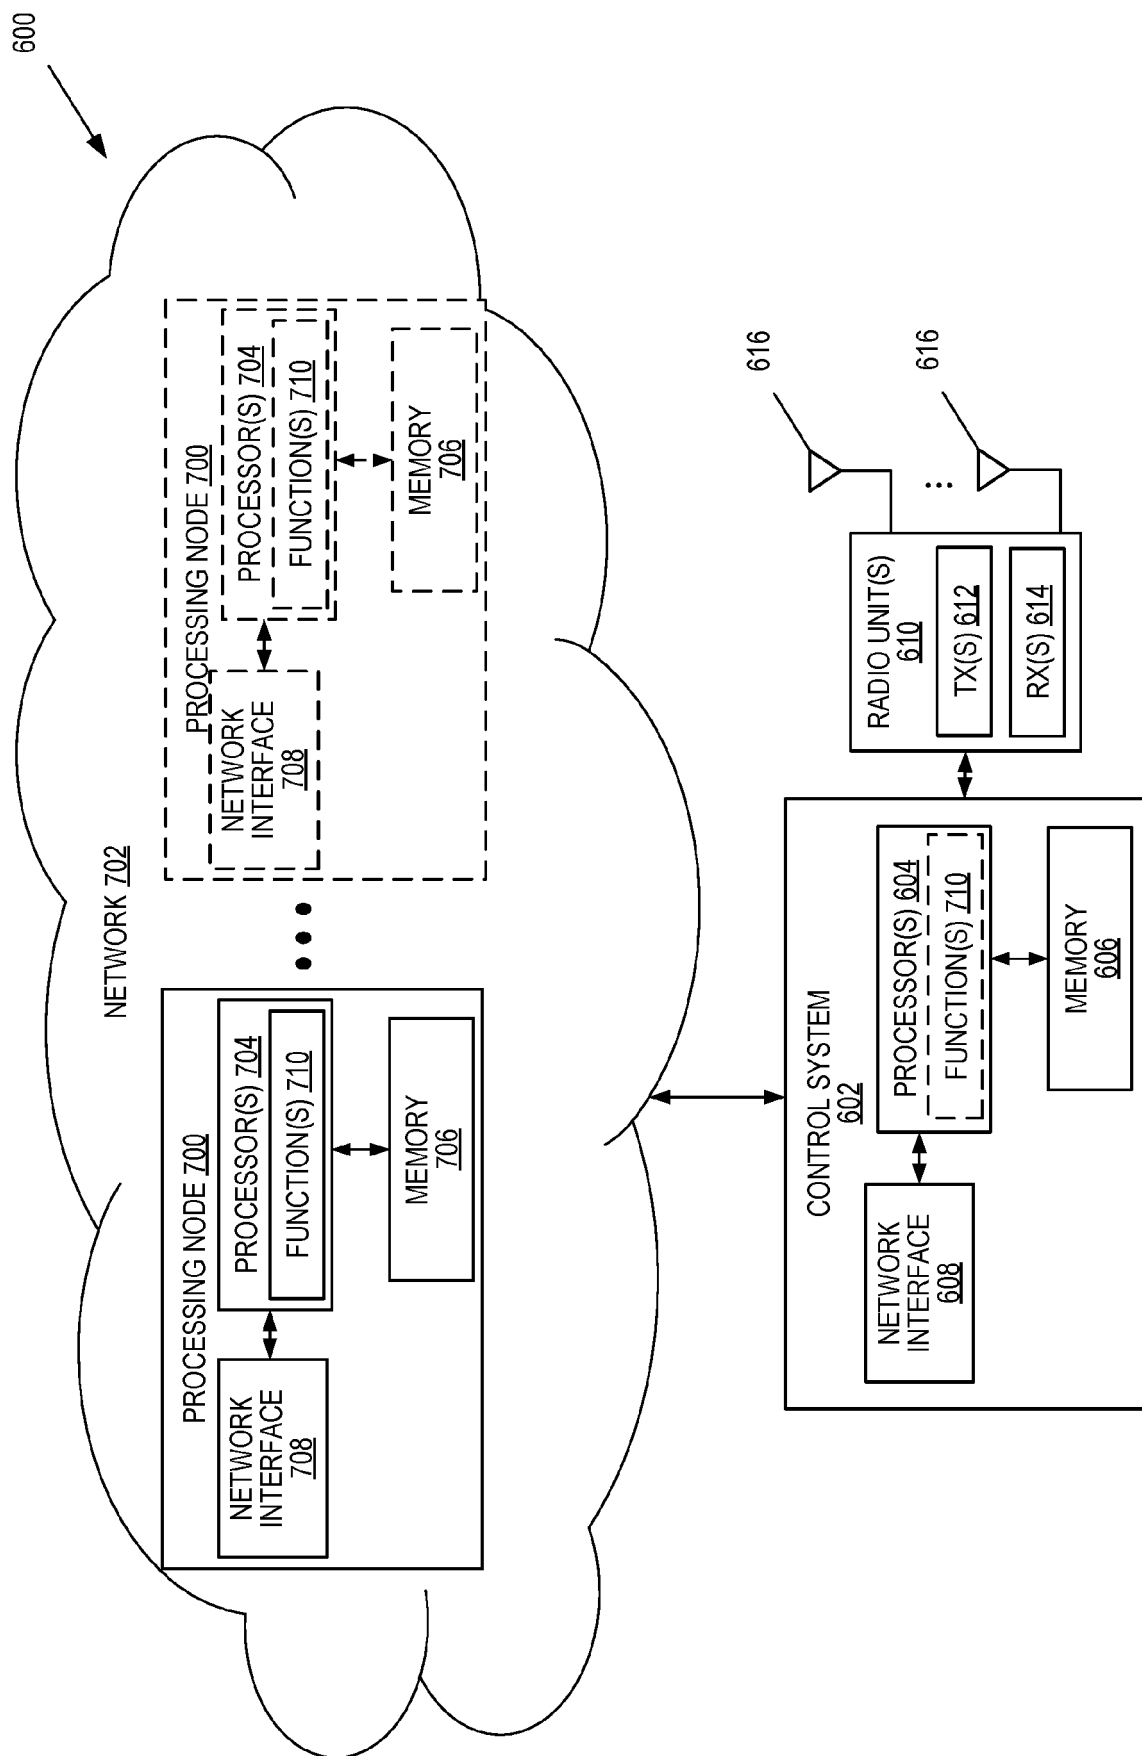 600
NETWORK 702
PROCESSING NODE 700
NETWORK
INTERFACE
708
PROCESSOR(S) 704
FUNCTION(S) 710
MEMORY
706
PROCESSING NODE 700
NETWORK
INTERFACE
708
PROCESSOR(S) 704
FUNCTION(S) 710
MEMORY
706
CONTROL SYSTEM
602
NETWORK
INTERFACE
608
PROCESSOR(S) 604
FUNCTION(S) 710
MEMORY
606
RADIO UNIT(S)
610
TX(S) 612
RX(S) 614
616
616